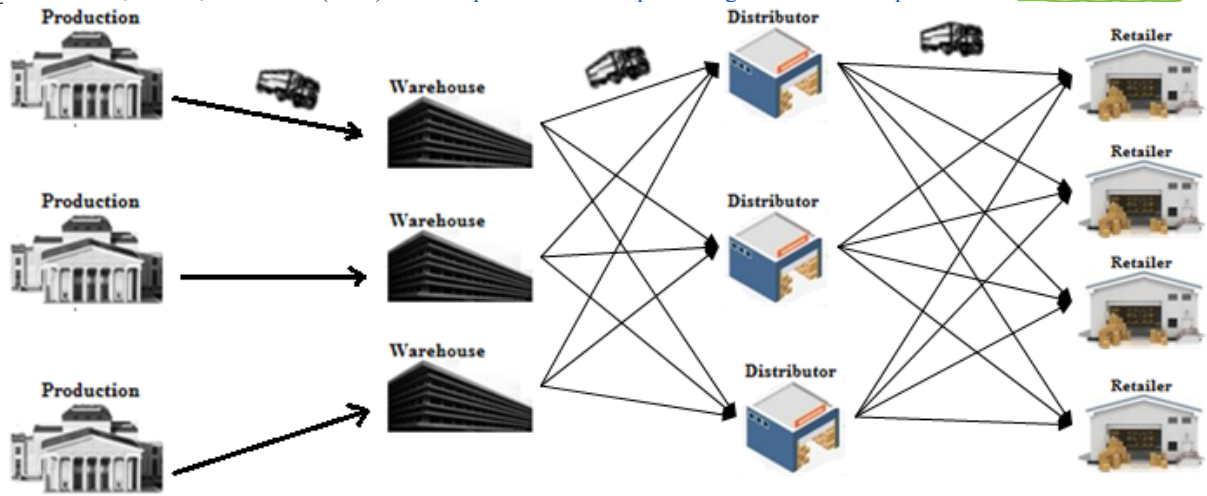 Production
Distributor
Retailer
Warehouse
Retailer
Production
Distributor
Warehouse
Retailer
Warehouse
Distributor
Production
Retailer